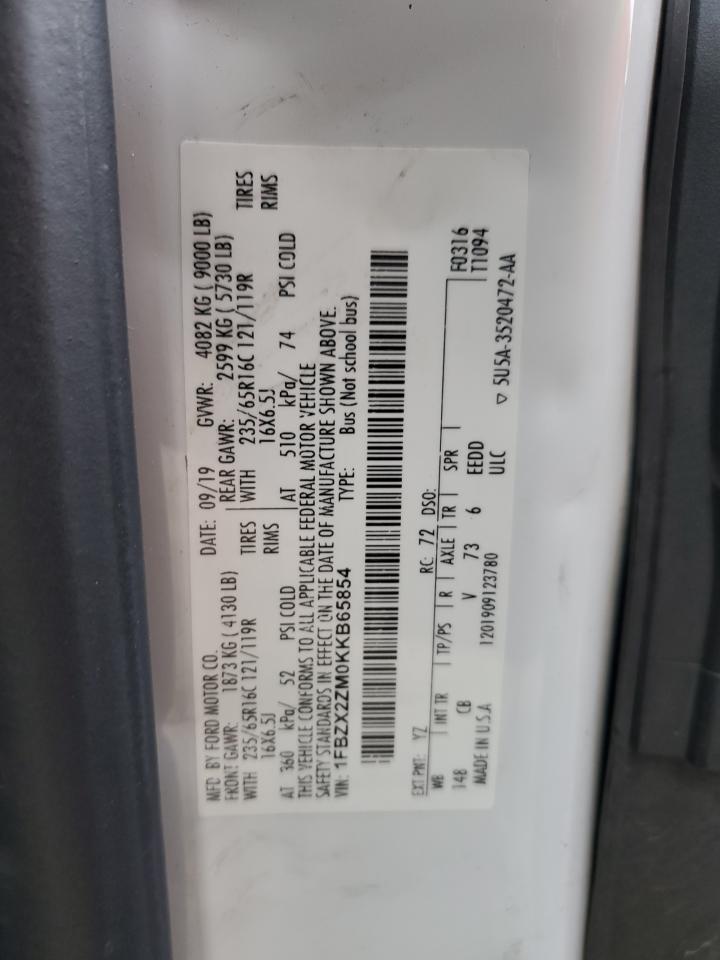 MFD BY FORD MOTOR CO.
DATE: 09/19 GVWR: 4082 KG ( 9000 LB)
FRONT GAWR: 1873 KG ( 4130 LB) REAR GAWR: 2599 KG ( 5730 LB)
WITH 235/65R16C 121/119R TIRES WITH 235/65R16C 121/119R TIRES
16X6.5J RIMS 16X6.5J RIMS
AT 360 kPa/ 52 PSI COLD AT 510 kPa/ 74 PSI COLD
THIS VEHICLE CONFORMS TO ALL APPLICABLE FEDERAL MOTOR VEHICLE
SAFETY STANDARDS IN EFFECT ON THE DATE OF MANUFACTURE SHOWN ABOVE.
VIN: 1FBZX2ZM0KKB65854 TYPE: Bus (Not school bus)
EXT PNT: YZ RC: 72 DSO:
WB INT TR TP/PS R AXLE TR SPR F0316
148 CB V 73 6 EEDD T1094
ULC
MADE IN U.S.A 1201909123780 ▽ 5U5A-3520472-AA